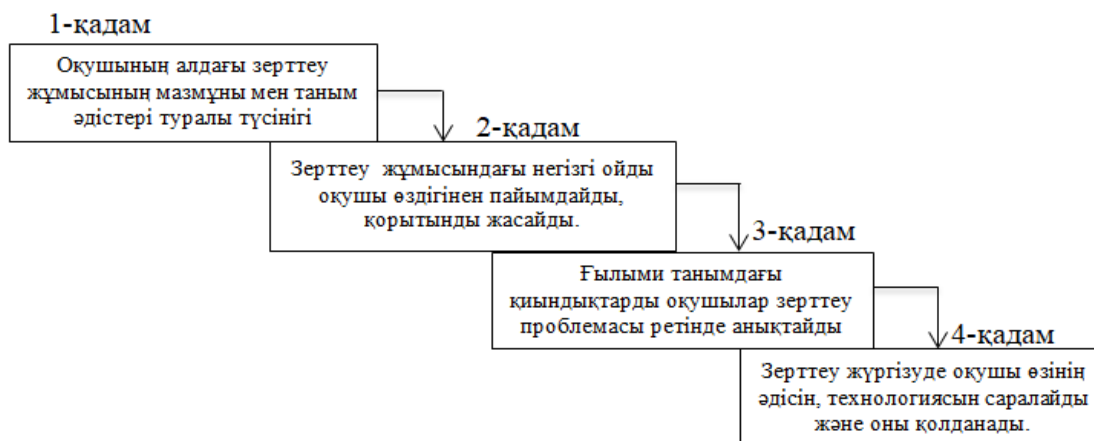 1-қадам
Оқушының алдағы зерттеу
жұмысының мазмұны мен таным
әдістері туралы түсінігі
2-қадам
Зерттеу жұмысындағы негізгі ойды
оқушы өздігінен пайымдайды,
қорытынды жасайды.
3-қадам
Ғылыми танымдағы
қиындықтарды оқушылар зерттеу
проблемасы ретінде анықтайды
4-қадам
Зерттеу жүргізуде оқушы өзінің
әдісін, технологиясын саралайды
және оны қолданады.